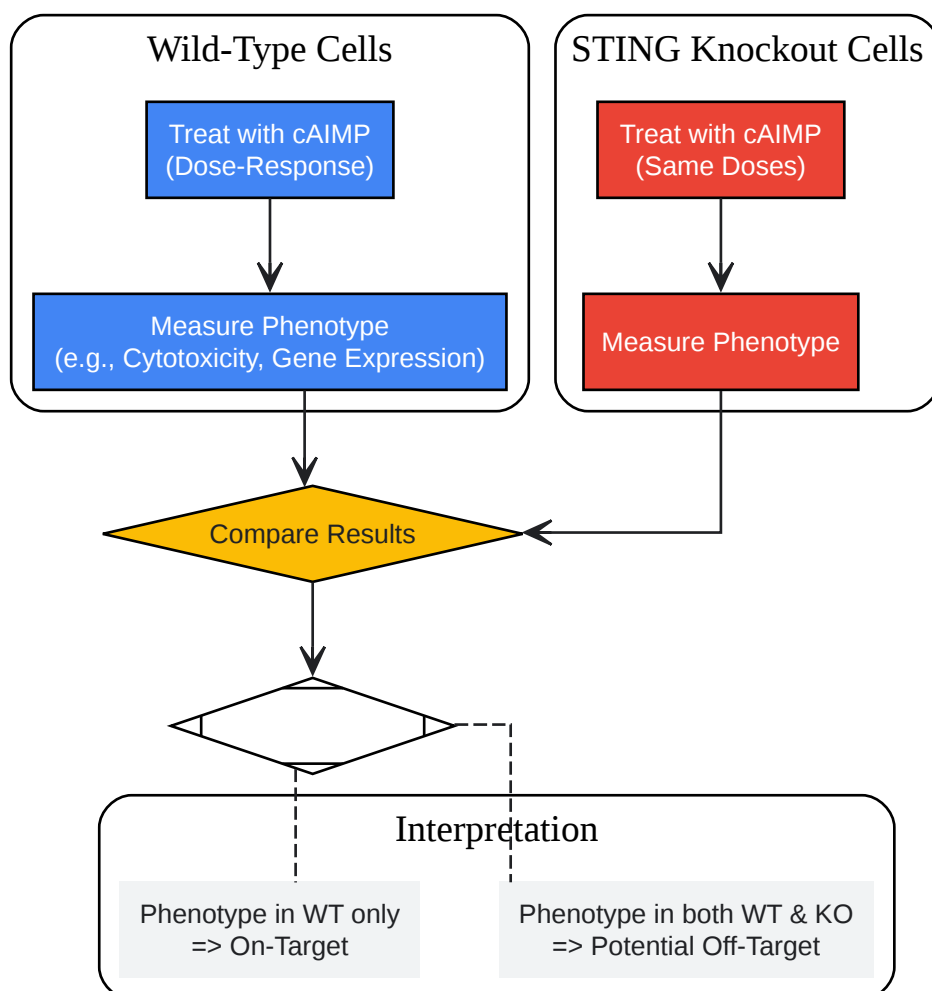 Wild-Type Cells
Treat with cAIMP
(Dose-Response)
Measure Phenotype
(e.g., Cytotoxicity, Gene Expression)
STING Knockout Cells
Treat with cAIMP
(Same Doses)
Measure Phenotype
Compare Results
Interpretation
Phenotype in WT only
=> On-Target
Phenotype in both WT & KO
=> Potential Off-Target